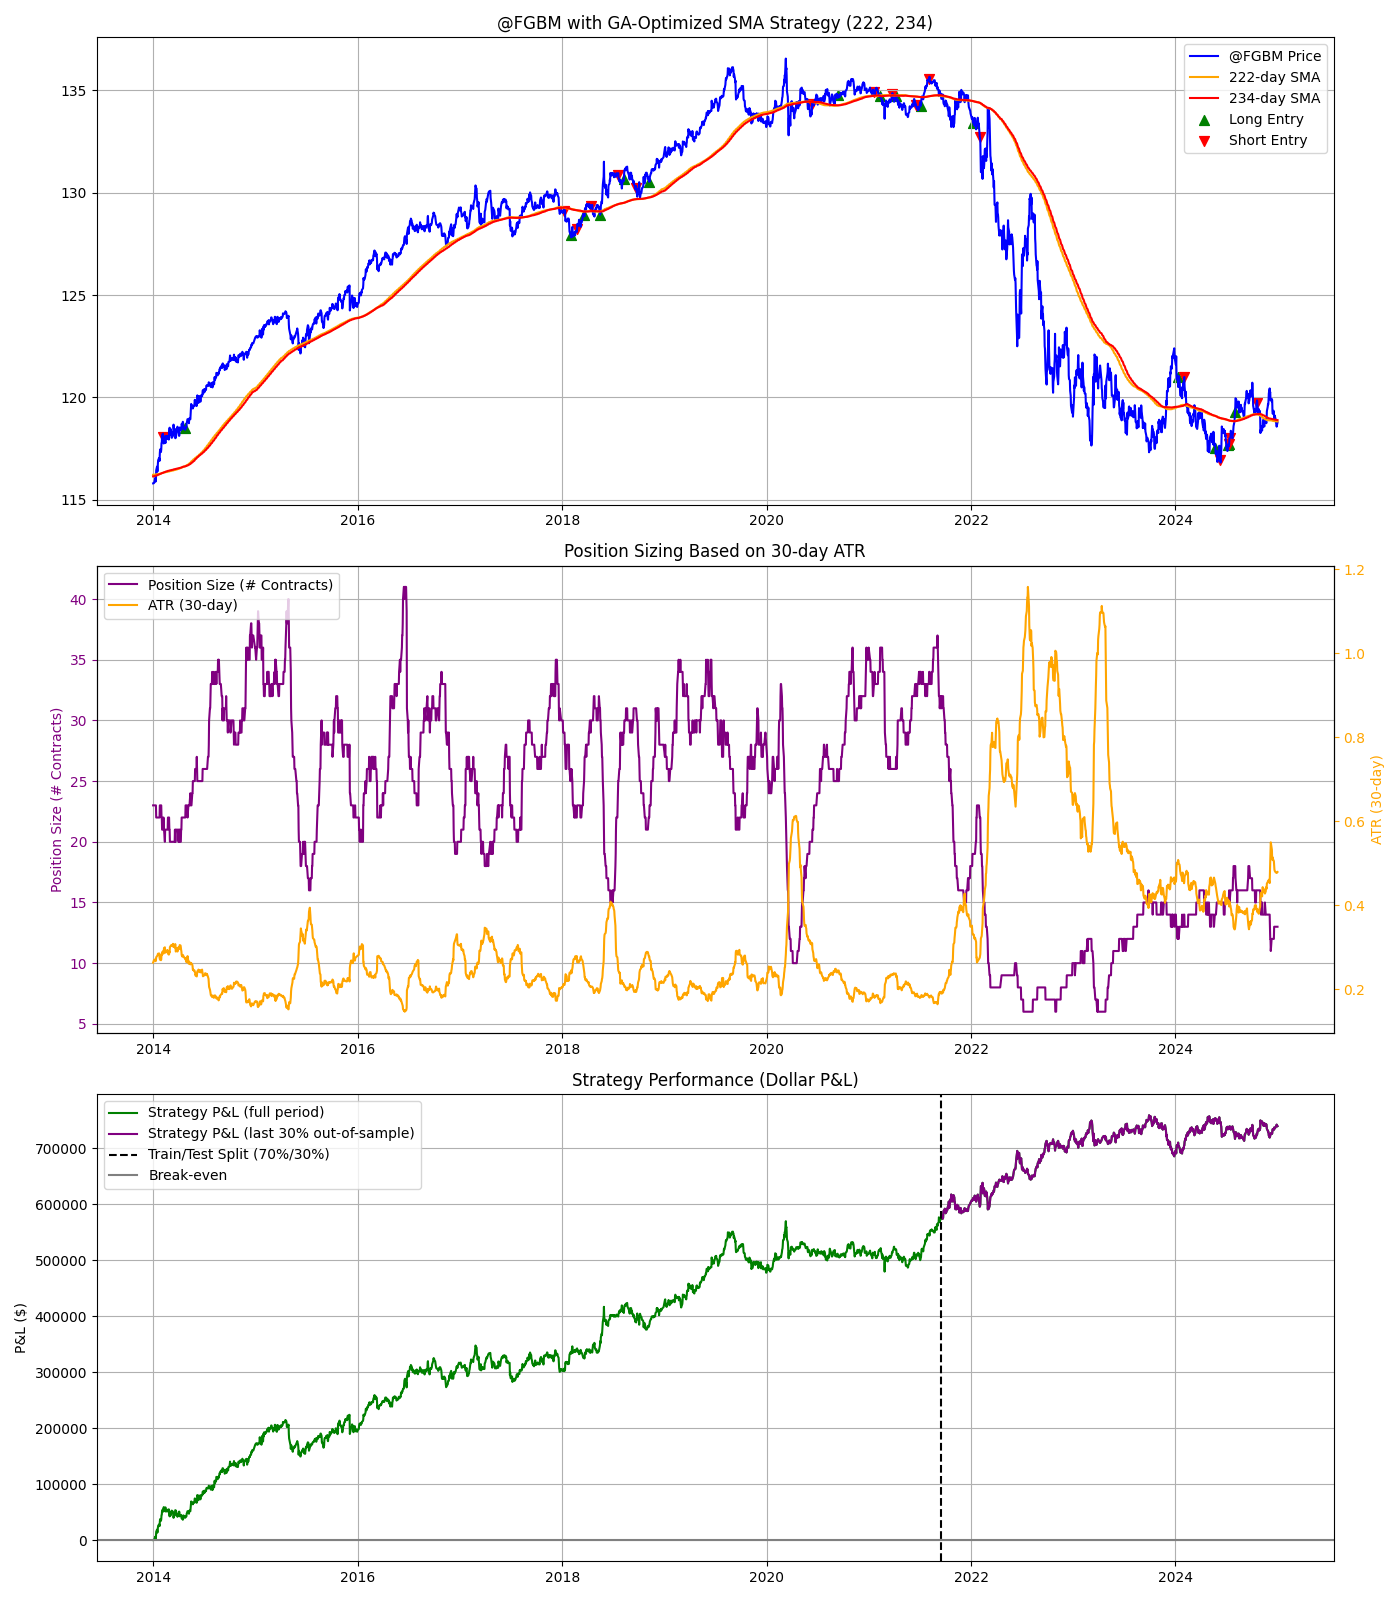 @FGBM with GA-Optimized SMA Strategy (222, 234)
@FGBM Price
222-day SMA
234-day SMA
Long Entry
Short Entry
135
130
125
120
115
2014 2016 2018 2020 2022 2024
Position Sizing Based on 30-day ATR
Position Size (# Contracts)
ATR (30-day)
Position Size (# Contracts)
40
35
30
25
20
15
10
5
1.2
1.0
0.8
0.6
0.4
0.2
ATR (30-day)
2014 2016 2018 2020 2022 2024
Strategy Performance (Dollar P&L)
Strategy P&L (full period)
Strategy P&L (last 30% out-of-sample)
Train/Test Split (70%/30%)
Break-even
P&L ($)
700000
600000
500000
400000
300000
200000
100000
0
2014 2016 2018 2020 2022 2024